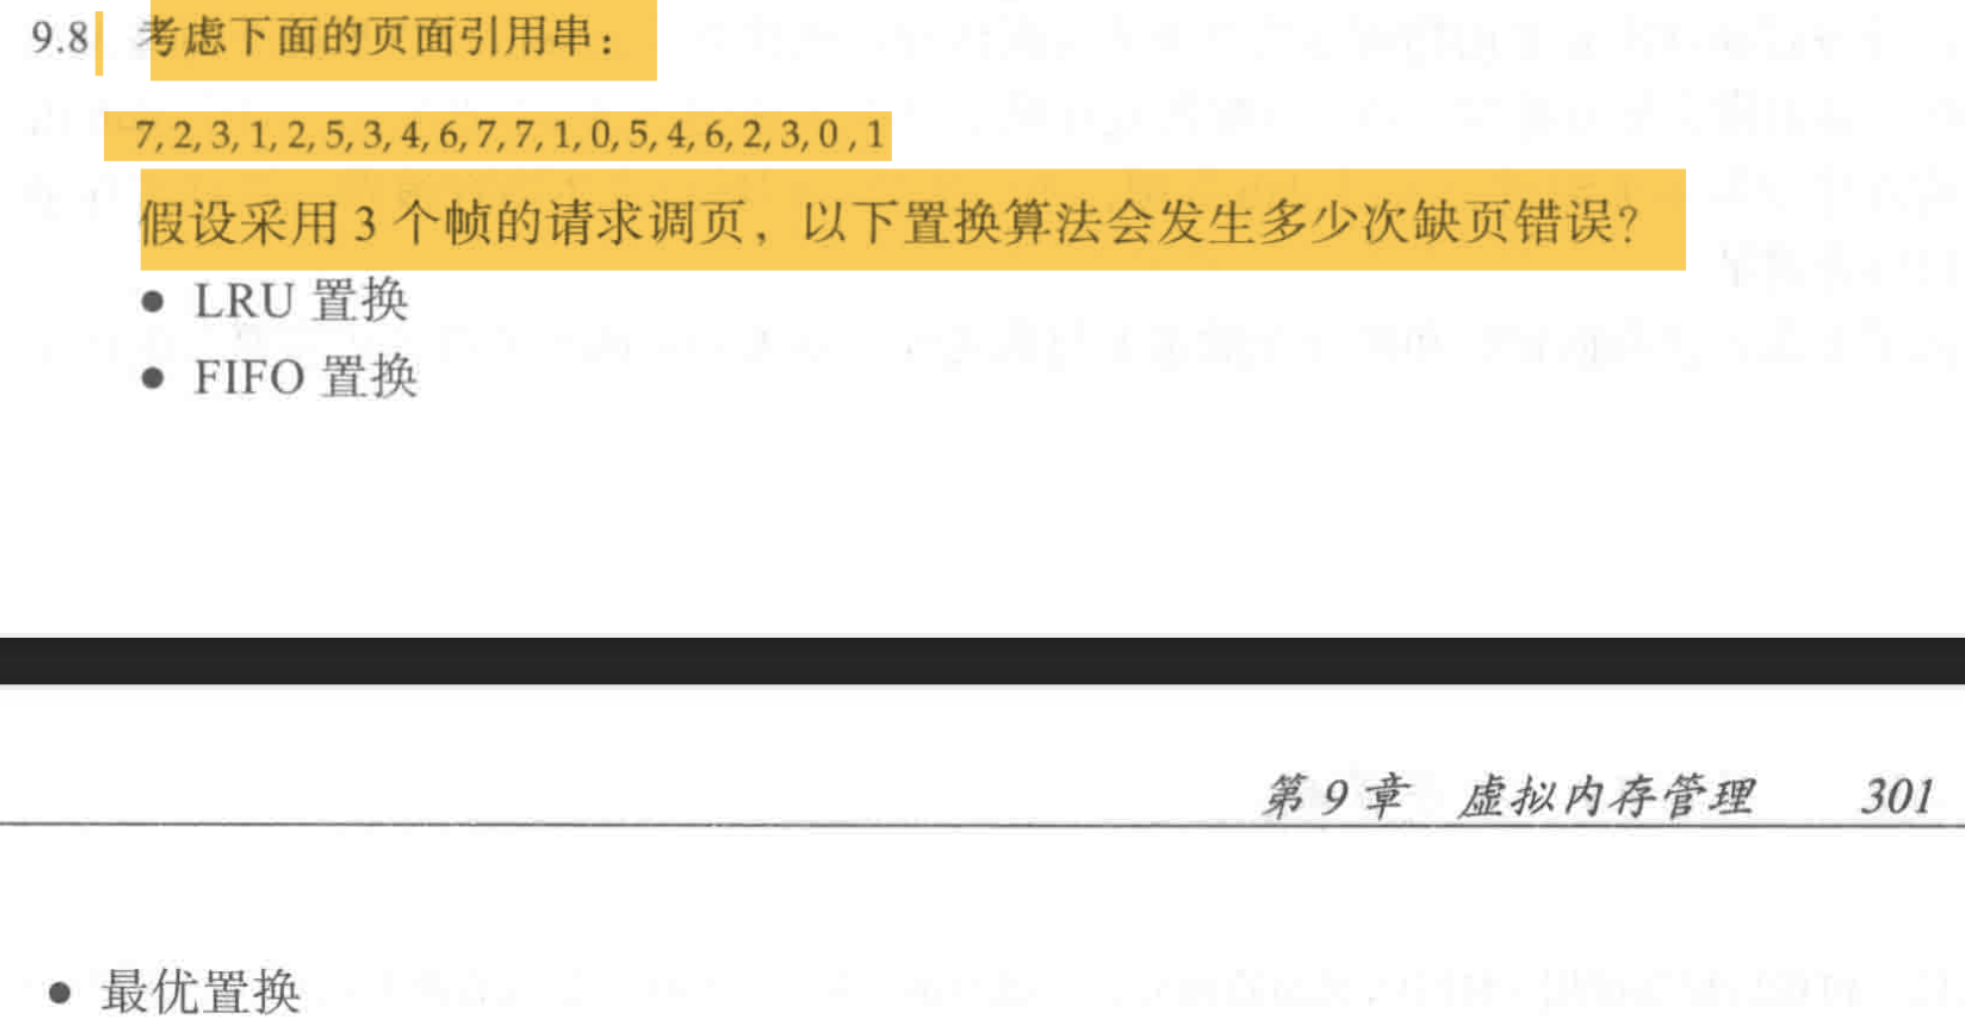 9.8 考虑下面的页面引用串：
7, 2, 3, 1, 2, 5, 3, 4, 6, 7, 7, 1, 0, 5, 4, 6, 2, 3, 0 , 1
假设采用 3 个帧的请求调页，以下置换算法会发生多少次缺页错误？
● LRU 置换
● FIFO 置换
第 9 章 虚拟内存管理 301
● 最优置换